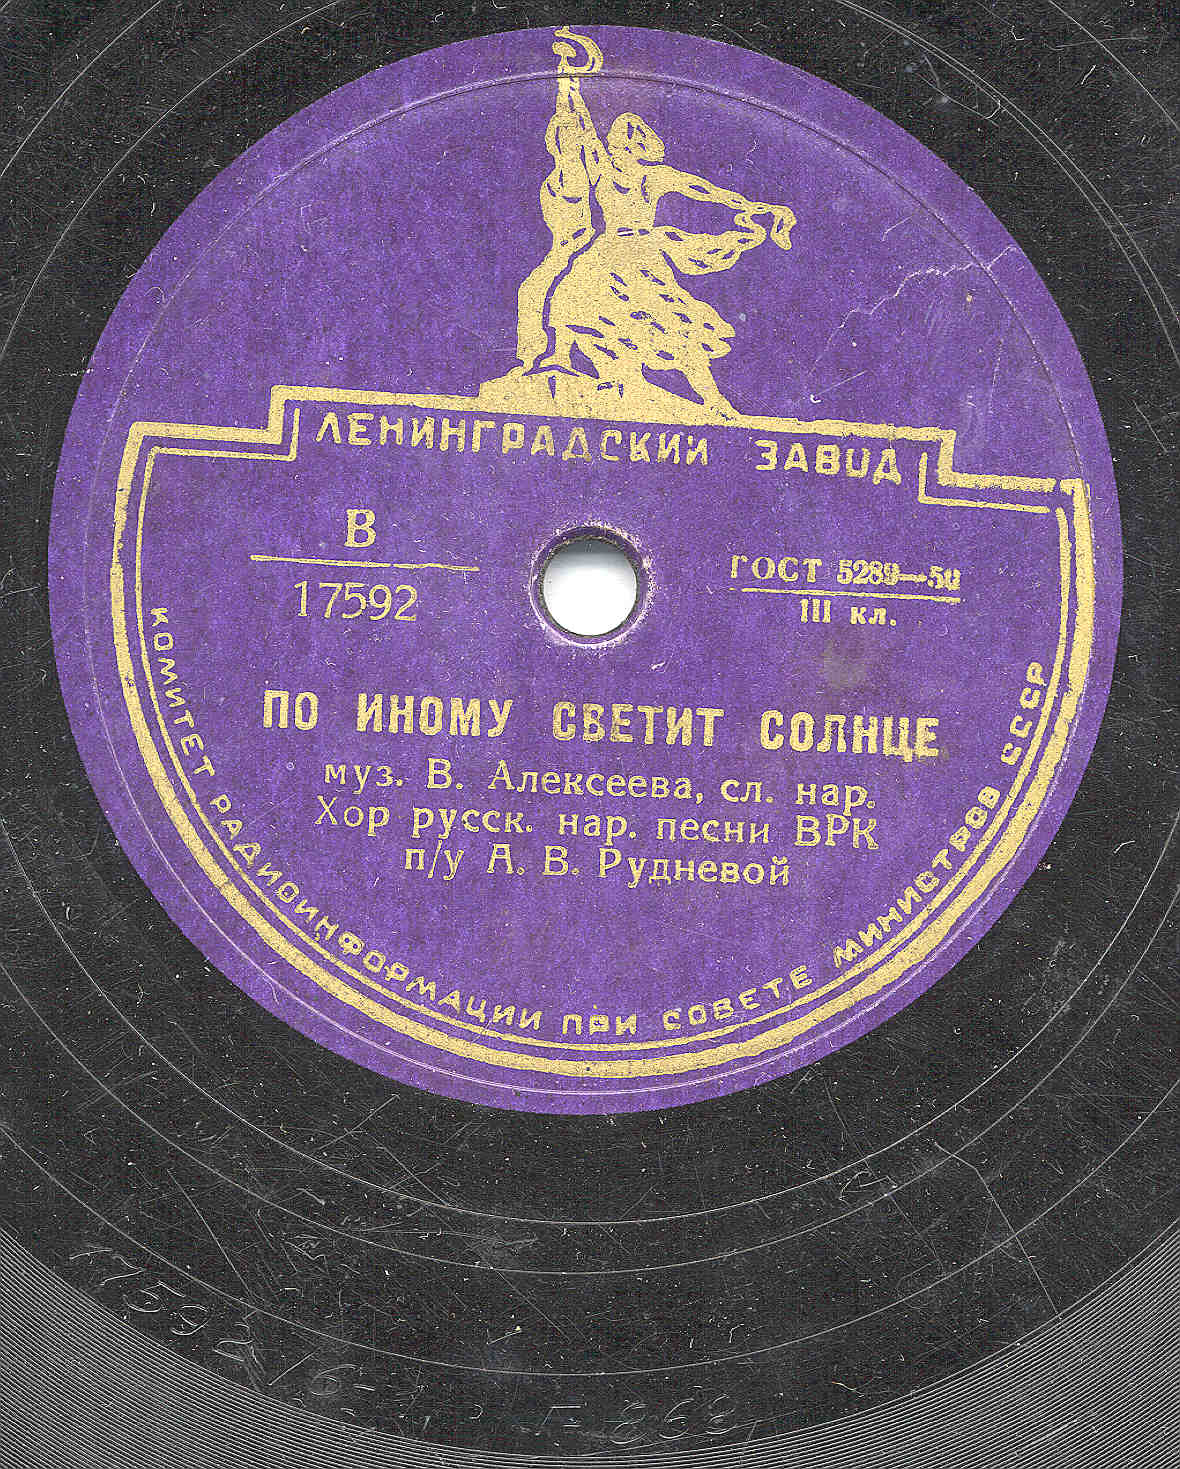 ЛЕНИНГРАДСКИЙ ЗАВОД
В
17592
ГОСТ 5289—50
III кл.
ПО ИНОМУ СВЕТИТ СОЛНЦЕ
муз. В. Алексеева, сл. нар.
Хор русск. нар. песни ВРК
п/у А. В. Рудневой
КОМИТЕТ РАДИОИНФОРМАЦИИ ПРИ СОВЕТЕ МИНИСТРОВ СССР
17592